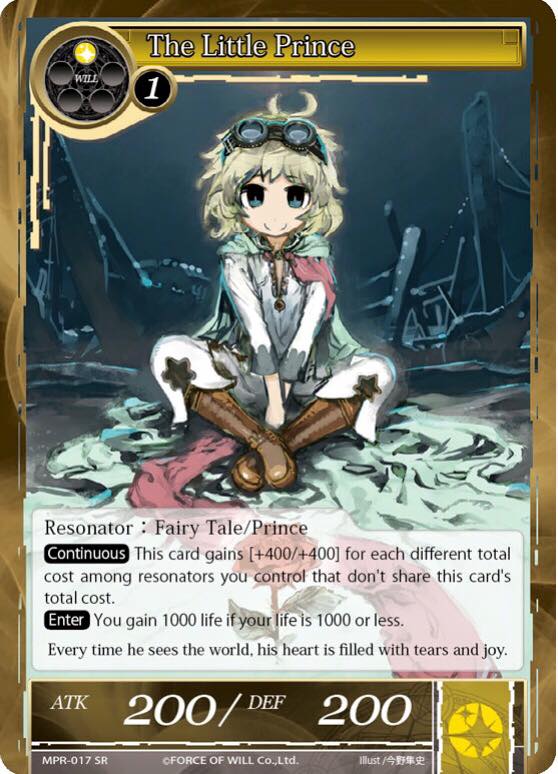 The Little Prince
WILL
1
Resonator : Fairy Tale/Prince
Continuous This card gains [+400/+400] for each different total
cost among resonators you control that don't share this card's
total cost.
Enter You gain 1000 life if your life is 1000 or less.
Every time he sees the world, his heart is filled with tears and joy.
ATK 200 / DEF 200
MPR-017 SR ©FORCE OF WILL Co.,Ltd. Illust /今野隼史